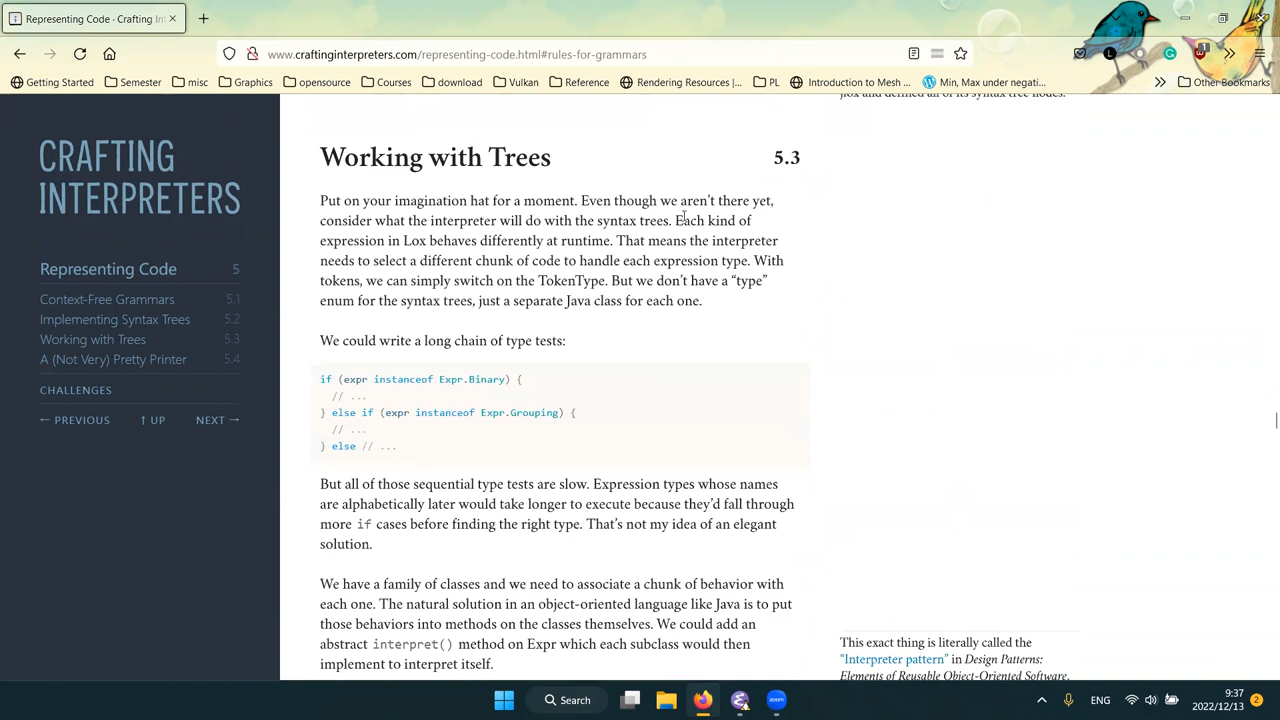 Representing Code · Crafting In
www.craftinginterpreters.com/representing-code.html#rules-for-grammars
Getting Started
Semester
misc
Graphics
opensource
Courses
download
Vulkan
Reference
Rendering Resources |...
PL
Introduction to Mesh ...
Min, Max under negati...
Other Bookmarks
jlox and defined all of its syntax tree nodes.
CRAFTING
INTERPRETERS
Representing Code 5
Context-Free Grammars 5.1
Implementing Syntax Trees 5.2
Working with Trees 5.3
A (Not Very) Pretty Printer 5.4
CHALLENGES
← PREVIOUS ↑ UP NEXT →
Working with Trees 5.3
Put on your imagination hat for a moment. Even though we aren’t there yet,
consider what the interpreter will do with the syntax trees. Each kind of
expression in Lox behaves differently at runtime. That means the interpreter
needs to select a different chunk of code to handle each expression type. With
tokens, we can simply switch on the TokenType. But we don’t have a “type”
enum for the syntax trees, just a separate Java class for each one.
We could write a long chain of type tests:
if (expr instanceof Expr.Binary) {
// ...
} else if (expr instanceof Expr.Grouping) {
// ...
} else // ...
But all of those sequential type tests are slow. Expression types whose names
are alphabetically later would take longer to execute because they’d fall through
more if cases before finding the right type. That’s not my idea of an elegant
solution.
We have a family of classes and we need to associate a chunk of behavior with
each one. The natural solution in an object-oriented language like Java is to put
those behaviors into methods on the classes themselves. We could add an
abstract interpret() method on Expr which each subclass would then
implement to interpret itself.
This exact thing is literally called the
“Interpreter pattern” in Design Patterns:
Elements of Reusable Object-Oriented Software,
Search
zoom
ENG
9:37
2022/12/13
2